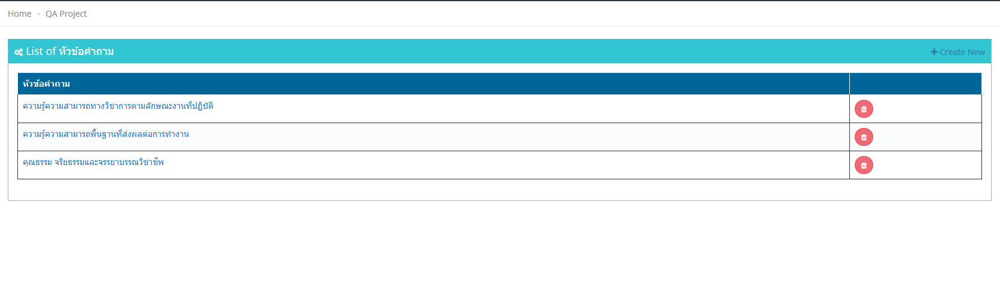 Home QA Project
List of หัวข้อคำถาม
Create New
หัวข้อคำถาม
ความรู้ความสามารถทางวิชาการตามลักษณะงานที่ปฏิบัติ
ความรู้ความสามารถพื้นฐานที่ส่งผลต่อการทำงาน
คุณธรรม จริยธรรมและจรรยาบรรณวิชาชีพ